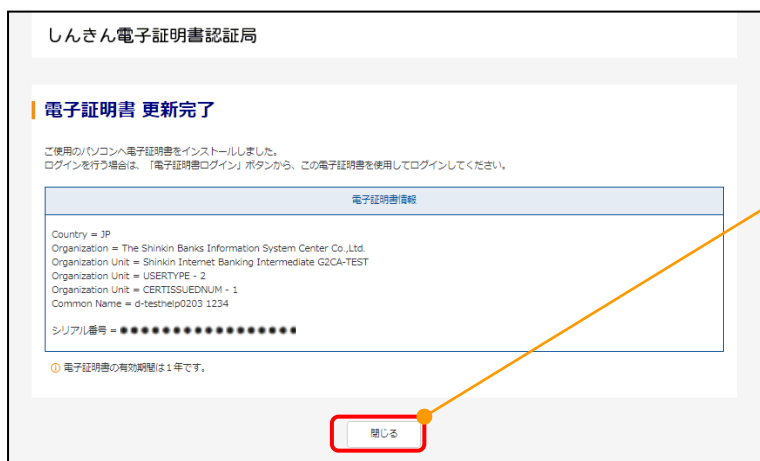 しんきん電子証明書認証局
電子証明書 更新完了
ご使用のパソコンへ電子証明書をインストールしました。
ログインを行う場合は、「電子証明書ログイン」ボタンから、この電子証明書を使用してログインしてください。
電子証明書情報
Country = JP
Organization = The Shinkin Banks Information System Center Co.,Ltd.
Organization Unit = Shinkin Internet Banking Intermediate G2CA-TEST
Organization Unit = USERTYPE - 2
Organization Unit = CERTISSUEDNUM - 1
Common Name = d-testhelp0203 1234
シリアル番号 = ●●●●●●●●●●●●●●●●●
電子証明書の有効期間は1年です。
閉じる